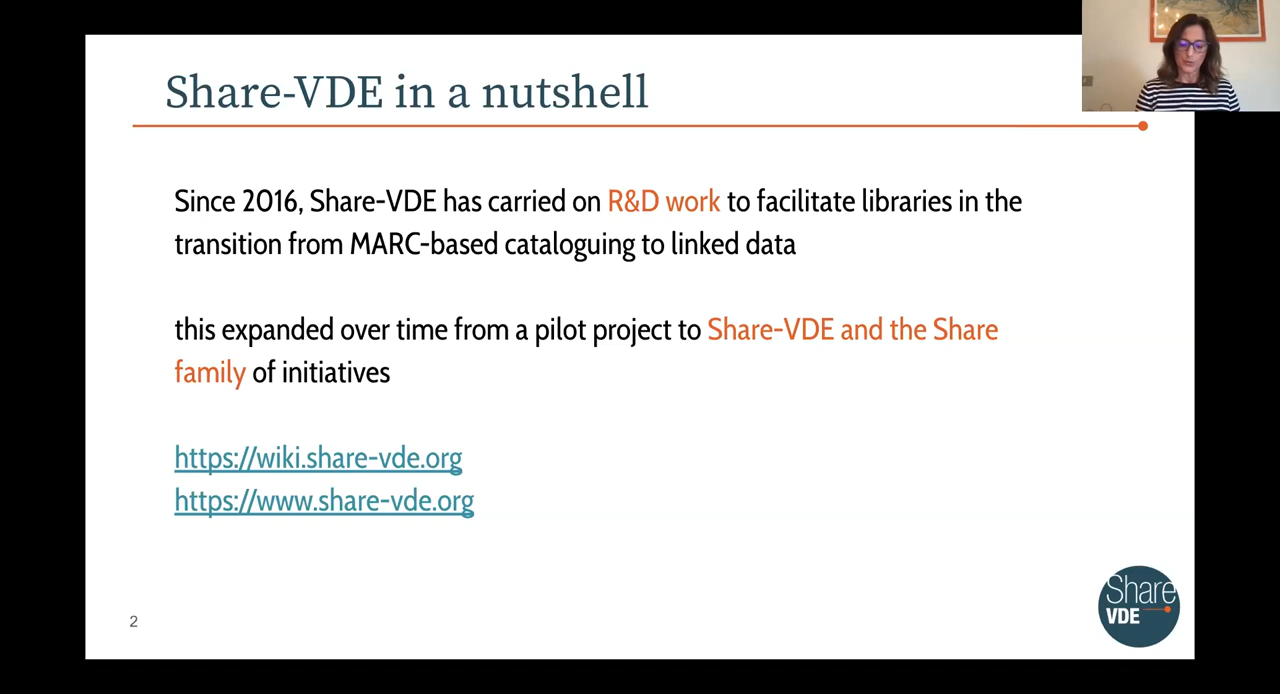 Share-VDE in a nutshell
Since 2016, Share-VDE has carried on R&D work to facilitate libraries in the
transition from MARC-based cataloguing to linked data
this expanded over time from a pilot project to Share-VDE and the Share
family of initiatives
https://wiki.share-vde.org
https://www.share-vde.org
2
Share
VDE